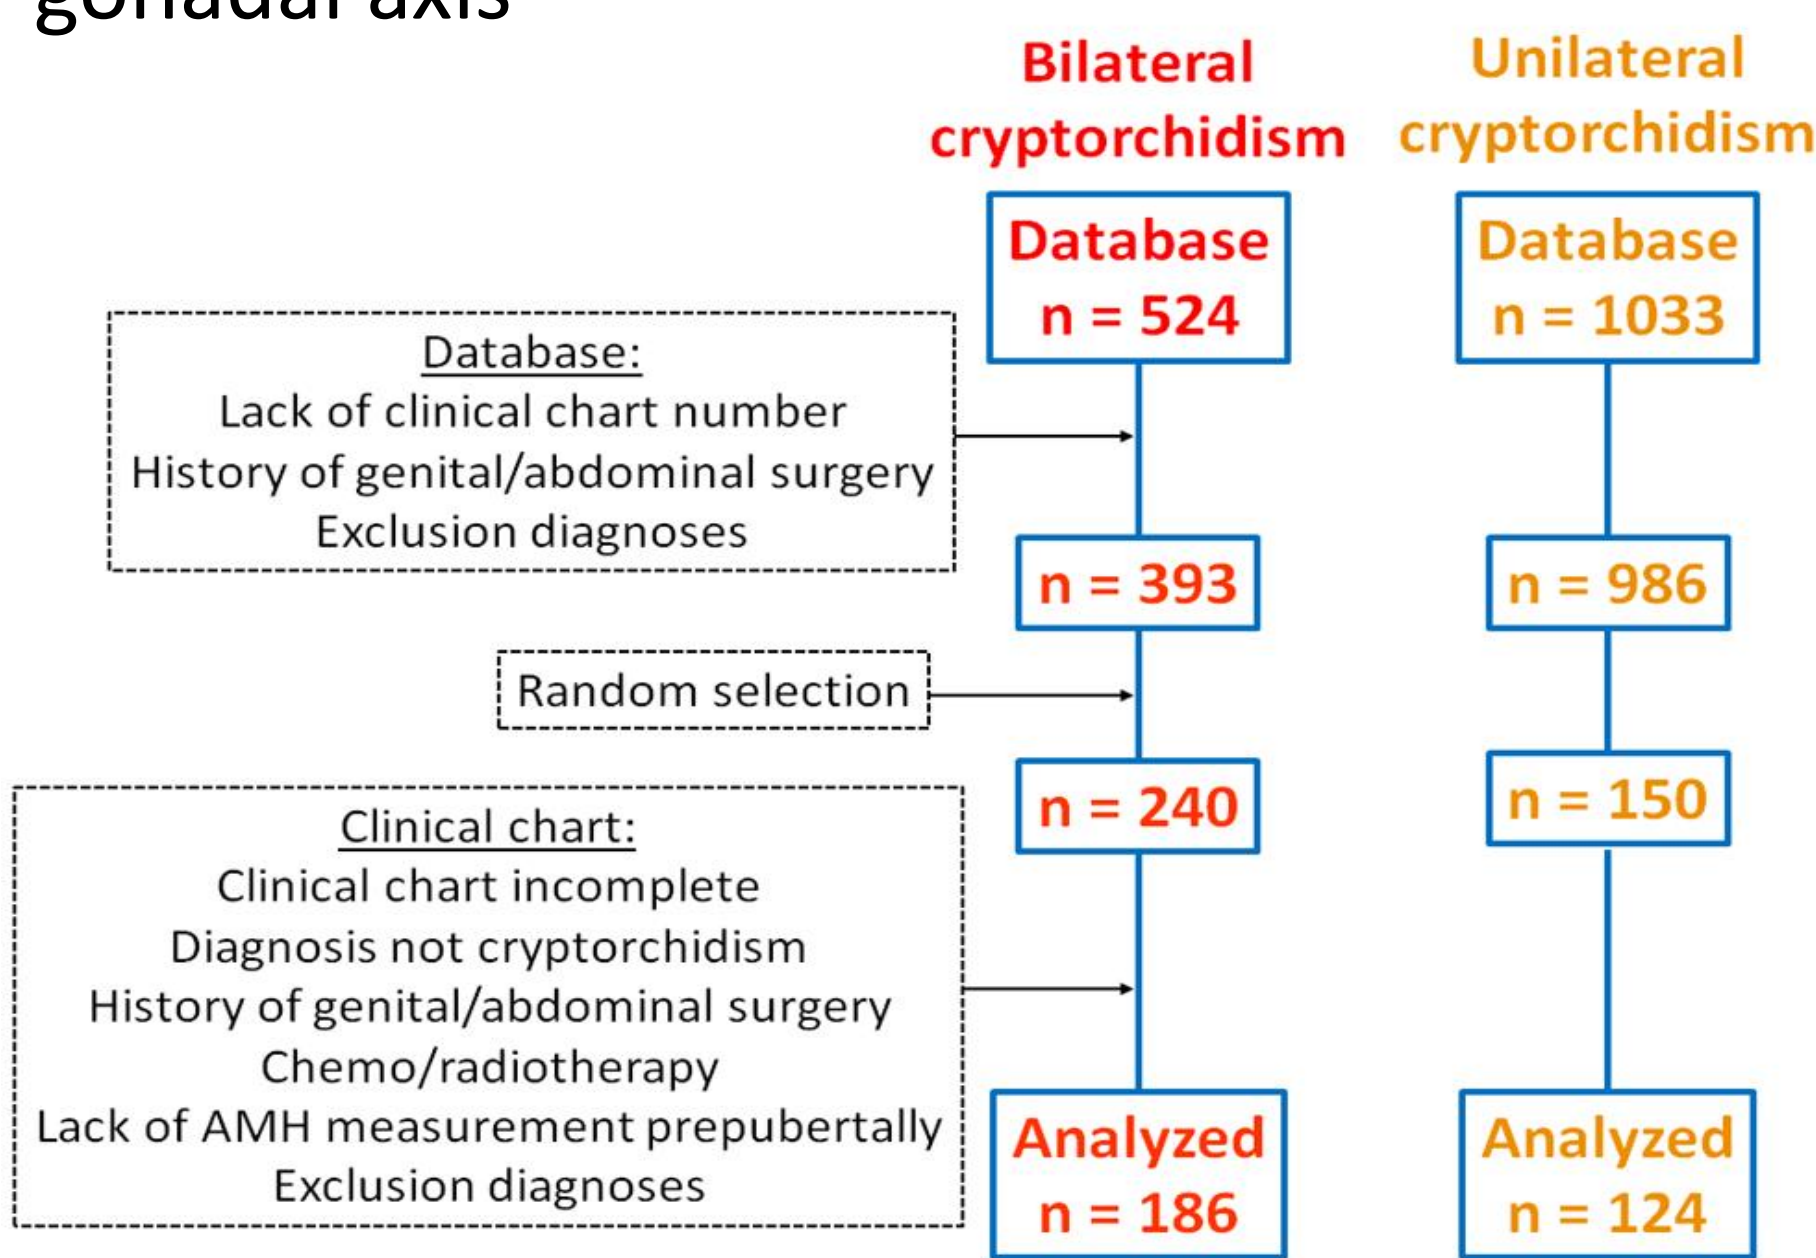 gonadal axis
Bilateral
cryptorchidism
Unilateral
cryptorchidism
Database
n = 524
Database
n = 1033
Database:
Lack of clinical chart number
History of genital/abdominal surgery
Exclusion diagnoses
n = 393
n = 986
Random selection
n = 240
n = 150
Clinical chart:
Clinical chart incomplete
Diagnosis not cryptorchidism
History of genital/abdominal surgery
Chemo/radiotherapy
Lack of AMH measurement prepubertally
Exclusion diagnoses
Analyzed
n = 186
Analyzed
n = 124